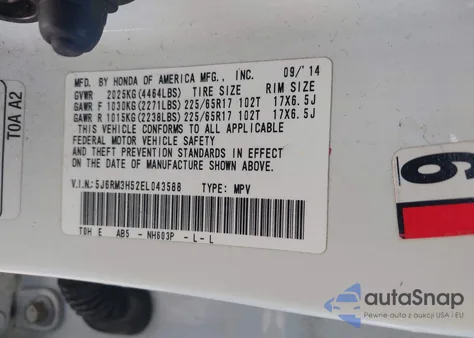 MFD. BY HONDA OF AMERICA MFG., INC. 09/'14
GVWR 2025KG(4464LBS) TIRE SIZE RIM SIZE
GAWR F 1030KG(2271LBS) 225/65R17 102T 17X6.5J
GAWR R 1015KG(2238LBS) 225/65R17 102T 17X6.5J
THIS VEHICLE CONFORMS TO ALL APPLICABLE
FEDERAL MOTOR VEHICLE SAFETY
AND THEFT PREVENTION STANDARDS IN EFFECT
ON THE DATE OF MANUFACTURE SHOWN ABOVE.
V.I.N.:5J6RM3H52EL043588 TYPE: MPV
T0H E AB5 - NH603P - L - L
T0A A2
6
autoSnap
Pewne auta z aukcji USA i EU